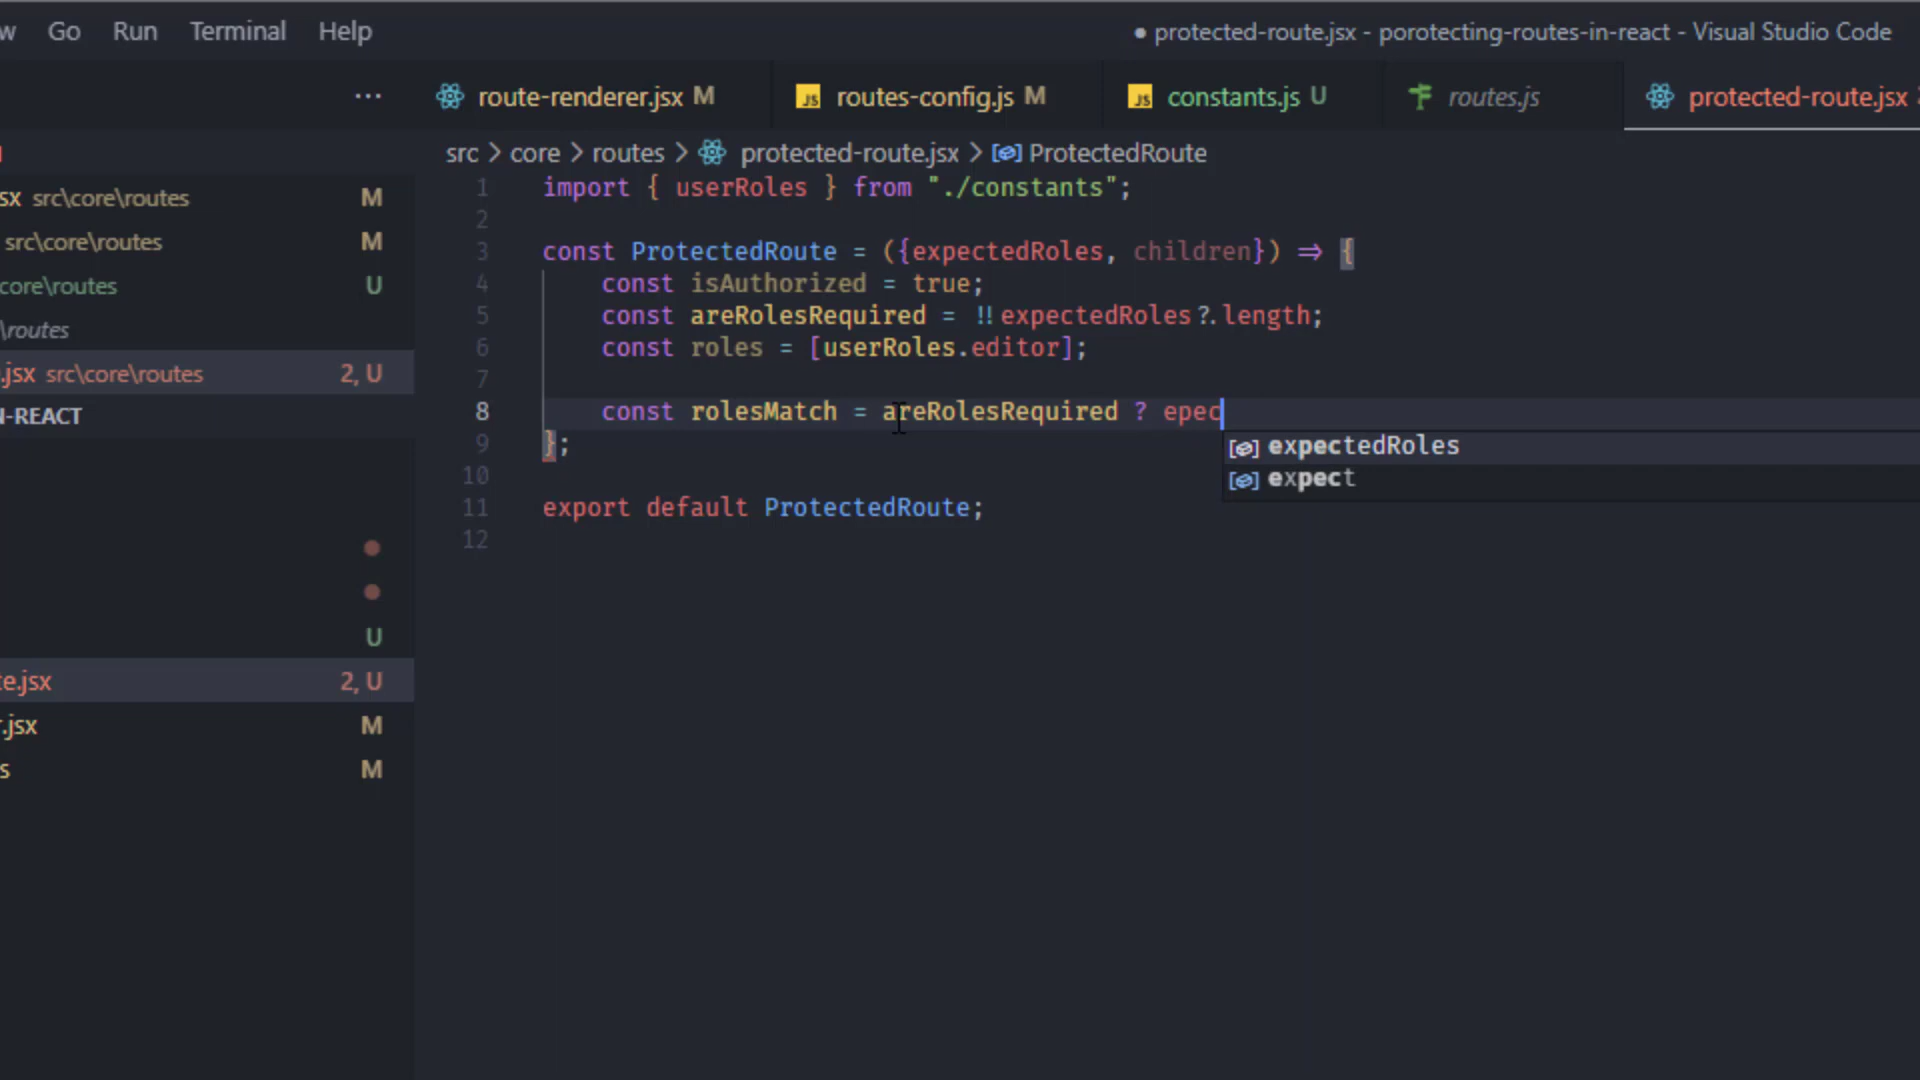 w Go Run Terminal Help ● protected-route.jsx - porotecting-routes-in-react - Visual Studio Code
... route-renderer.jsx M routes-config.js M constants.js U routes.js protected-route.jsx
src > core > routes > protected-route.jsx > ProtectedRoute
sx src\core\routes M
src\core\routes M
core\routes U
\routes
.jsx src\core\routes 2, U
N-REACT
U
te.jsx 2, U
r.jsx M
s M
1 import { userRoles } from "./constants";
2
3 const ProtectedRoute = ({expectedRoles, children}) => {
4 const isAuthorized = true;
5 const areRolesRequired = !!expectedRoles?.length;
6 const roles = [userRoles.editor];
7
8 const rolesMatch = areRolesRequired ? epec
expectedRoles
expect
9 };
10
11 export default ProtectedRoute;
12